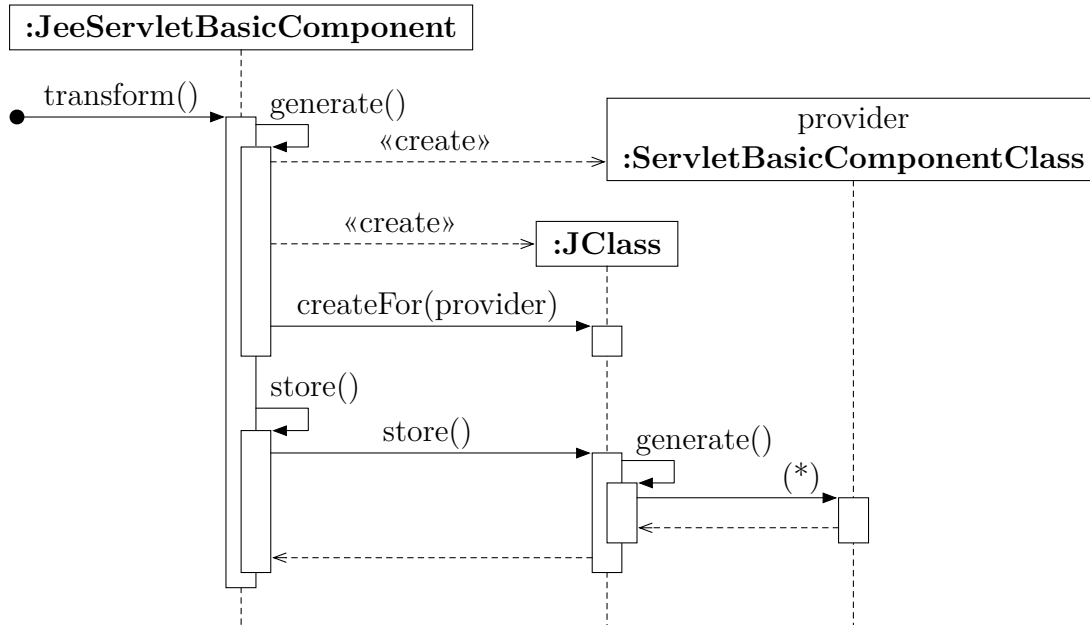 :JeeServletBasicComponent
transform()
generate()
provider
:ServletBasicComponentClass
«create»
«create»
:JClass
createFor(provider)
store()
store()
generate()
(*)